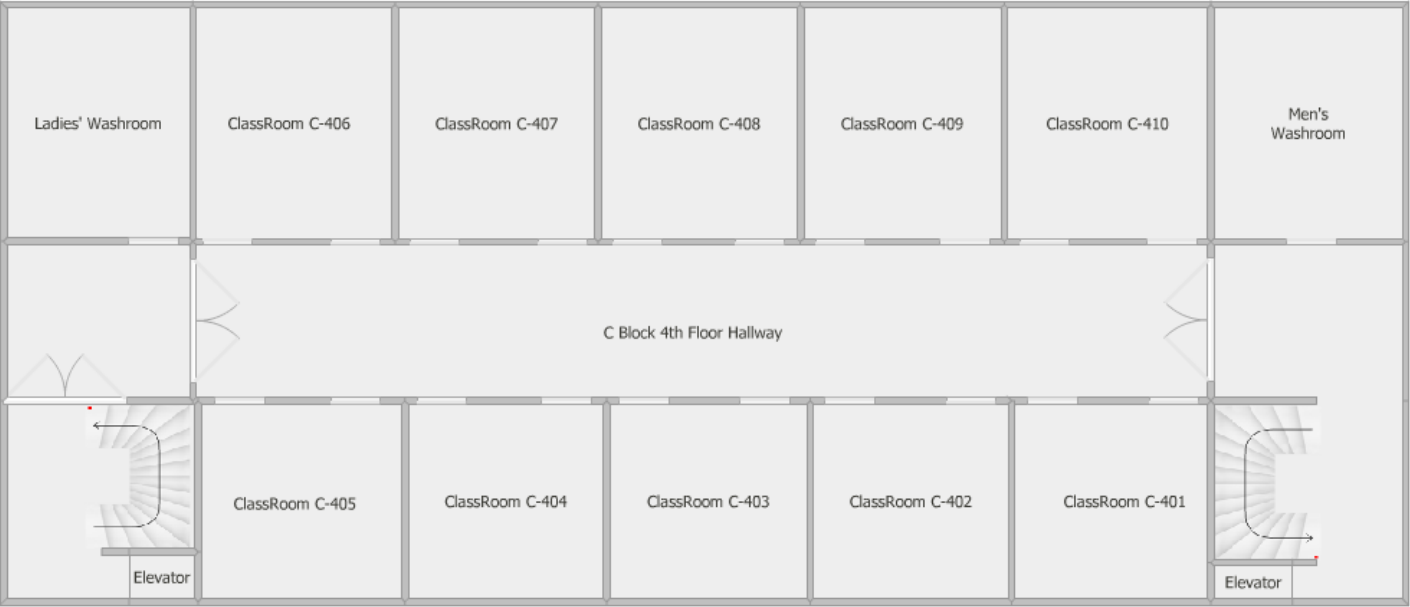 Ladies' Washroom
ClassRoom C-406
ClassRoom C-407
ClassRoom C-408
ClassRoom C-409
ClassRoom C-410
Men's
Washroom
C Block 4th Floor Hallway
ClassRoom C-405
ClassRoom C-404
ClassRoom C-403
ClassRoom C-402
ClassRoom C-401
Elevator
Elevator